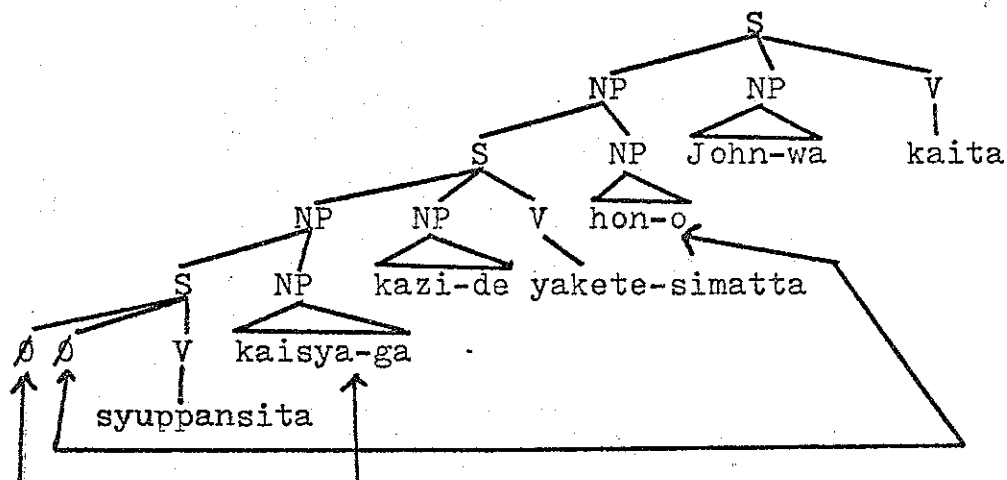 S
NP NP V
S NP John-wa kaita
NP NP V hon-o
S NP kazi-de yakete-simatta
Ø Ø V kaisya-ga
syuppansita